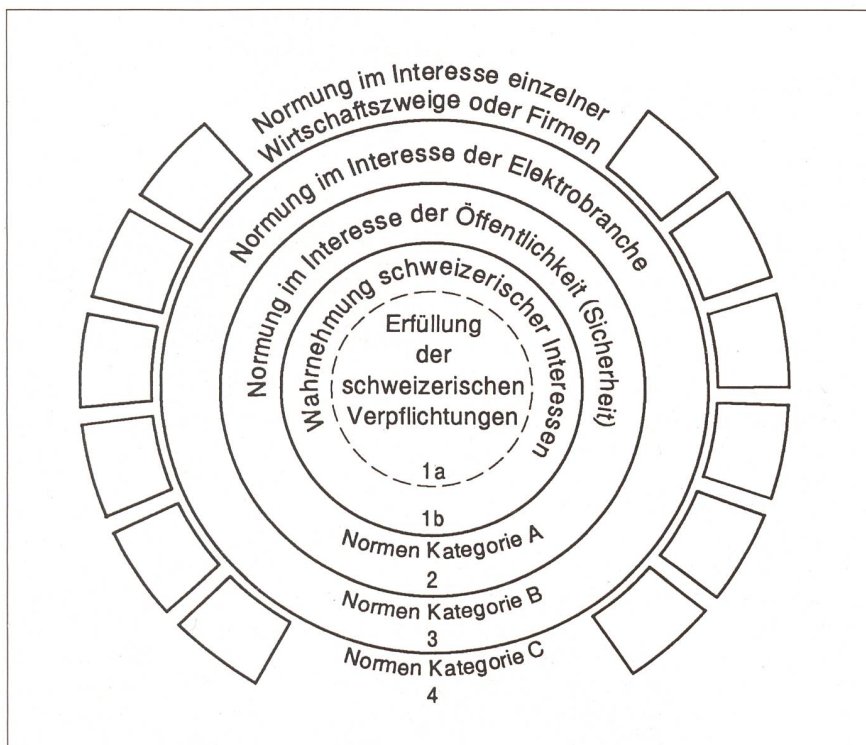 Normung im Interesse einzelner
Wirtschaftszweige oder Firmen
Normung im Interesse der Elektrobranche
Normung im Interesse der Öffentlichkeit (Sicherheit)
Wahrnehmung schweizerischer Interessen
Erfüllung
der
schweizerischen
Verpflichtungen
1a
1b
Normen Kategorie A
2
Normen Kategorie B
3
Normen Kategorie C
4